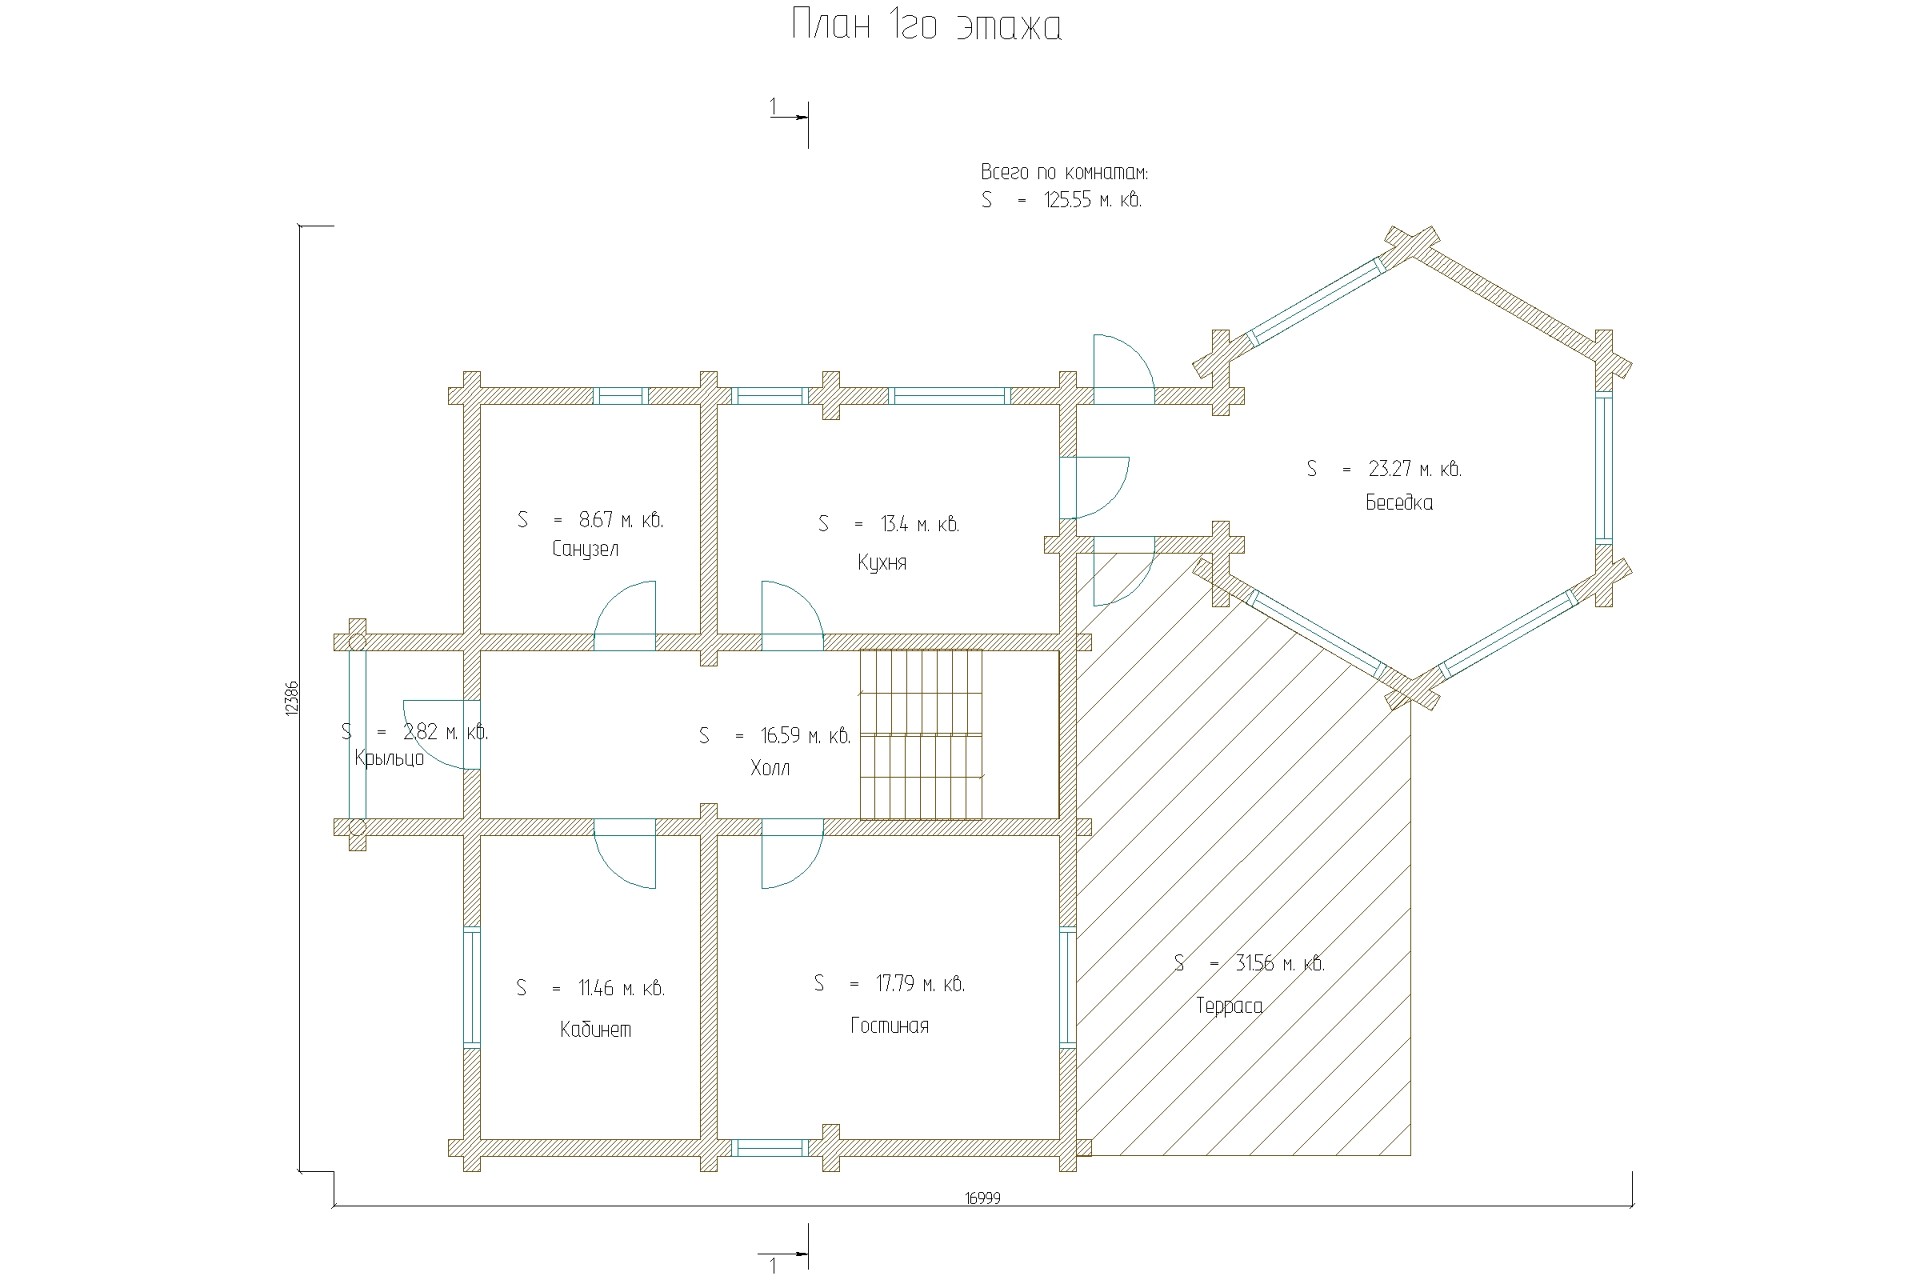 План 1го этажа
1
Всего по комнатам:
S = 125.55 м. кв.
S = 23.27 м. кв.
Беседка
S = 8.67 м. кв.
Санузел
S = 13.4 м. кв.
Кухня
12386
S = 2.82 м. кв.
Крыльцо
S = 16.59 м. кв.
Холл
S = 11.46 м. кв.
Кабинет
S = 17.79 м. кв.
Гостиная
S = 31.56 м. кв.
Терраса
16999
1